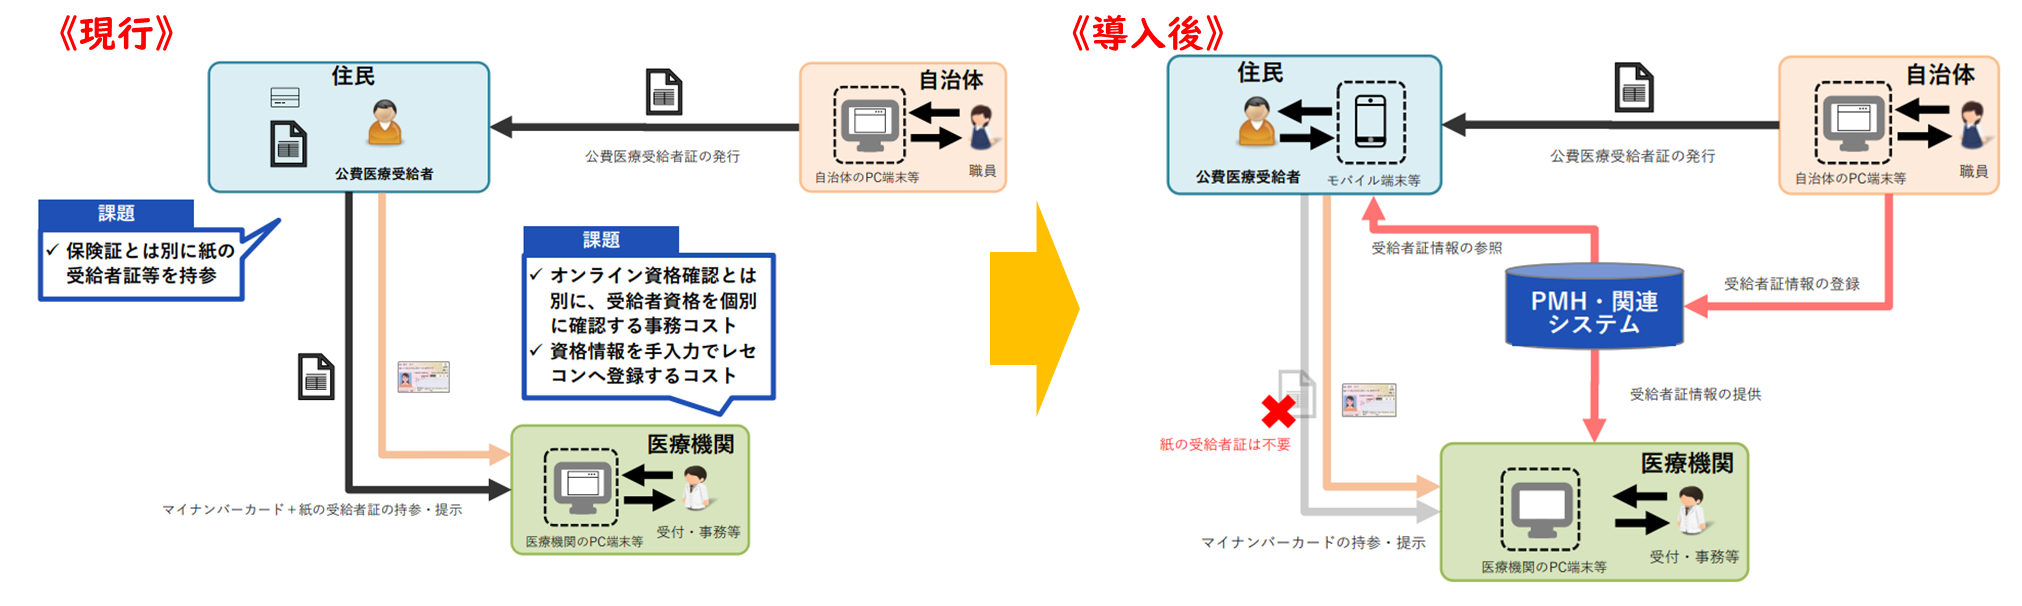 《現行》
住民
公費医療受給者
公費医療受給者証の発行
自治体
自治体のPC端末等
職員
課題
✓ 保険証とは別に紙の
受給者証等を持参
課題
✓ オンライン資格確認とは
別に、受給者資格を個別
に確認する事務コスト
✓ 資格情報を手入力でレセ
コンへ登録するコスト
マイナンバーカード＋紙の受給者証の持参・提示
医療機関
医療機関のPC端末等
受付・事務等
《導入後》
住民
公費医療受給者
モバイル端末等
公費医療受給者証の発行
自治体
自治体のPC端末等
職員
受給者証情報の参照
受給者証情報の登録
PMH・関連
システム
受給者証情報の提供
紙の受給者証は不要
マイナンバーカードの持参・提示
医療機関
医療機関のPC端末等
受付・事務等